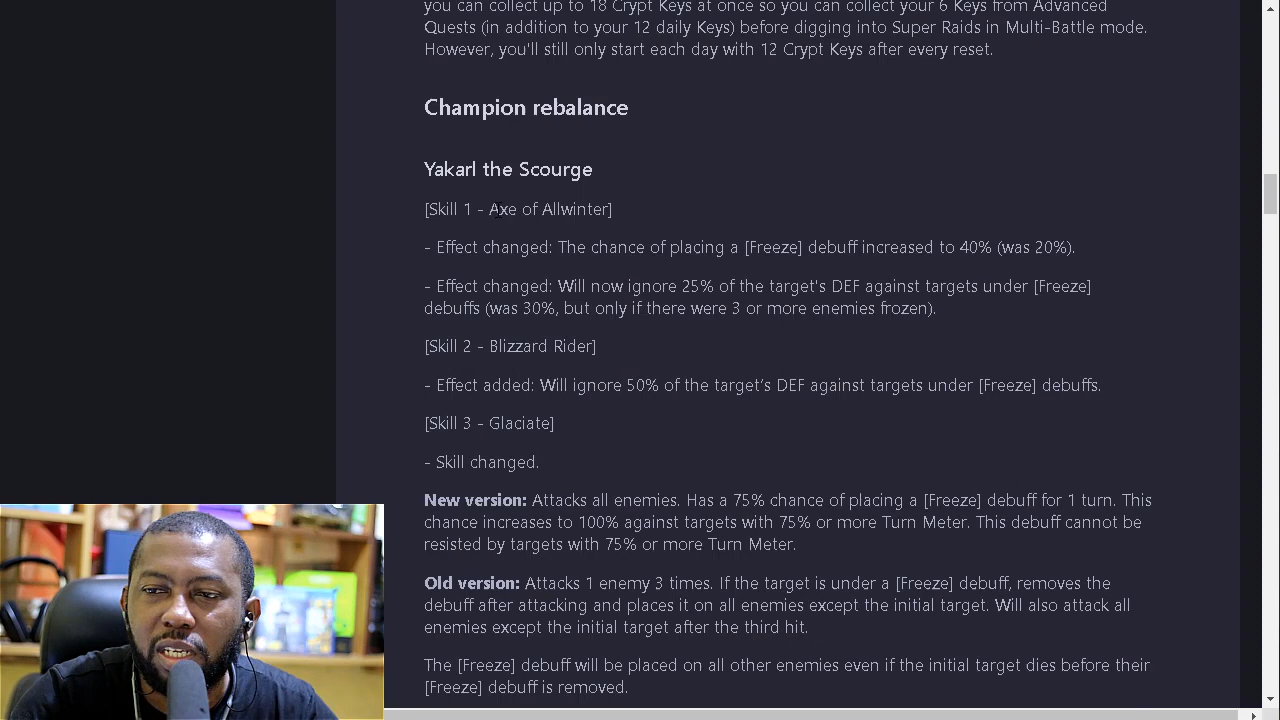 you can collect up to 18 Crypt Keys at once so you can collect your 6 Keys from Advanced
Quests (in addition to your 12 daily Keys) before digging into Super Raids in Multi-Battle mode.
However, you'll still only start each day with 12 Crypt Keys after every reset.
Champion rebalance
Yakarl the Scourge
[Skill 1 - Axe of Allwinter]
- Effect changed: The chance of placing a [Freeze] debuff increased to 40% (was 20%).
- Effect changed: Will now ignore 25% of the target's DEF against targets under [Freeze]
debuffs (was 30%, but only if there were 3 or more enemies frozen).
[Skill 2 - Blizzard Rider]
- Effect added: Will ignore 50% of the target’s DEF against targets under [Freeze] debuffs.
[Skill 3 - Glaciate]
- Skill changed.
New version: Attacks all enemies. Has a 75% chance of placing a [Freeze] debuff for 1 turn. This
chance increases to 100% against targets with 75% or more Turn Meter. This debuff cannot be
resisted by targets with 75% or more Turn Meter.
Old version: Attacks 1 enemy 3 times. If the target is under a [Freeze] debuff, removes the
debuff after attacking and places it on all enemies except the initial target. Will also attack all
enemies except the initial target after the third hit.
The [Freeze] debuff will be placed on all other enemies even if the initial target dies before their
[Freeze] debuff is removed.